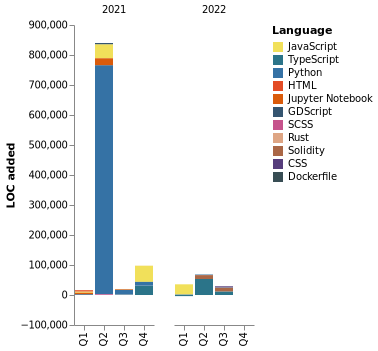 2021
2022
900,000
800,000
700,000
600,000
500,000
400,000
300,000
200,000
100,000
0
−100,000
LOC added
Q1
Q2
Q3
Q4
Q1
Q2
Q3
Q4
Language
JavaScript
TypeScript
Python
HTML
Jupyter Notebook
GDScript
SCSS
Rust
Solidity
CSS
Dockerfile